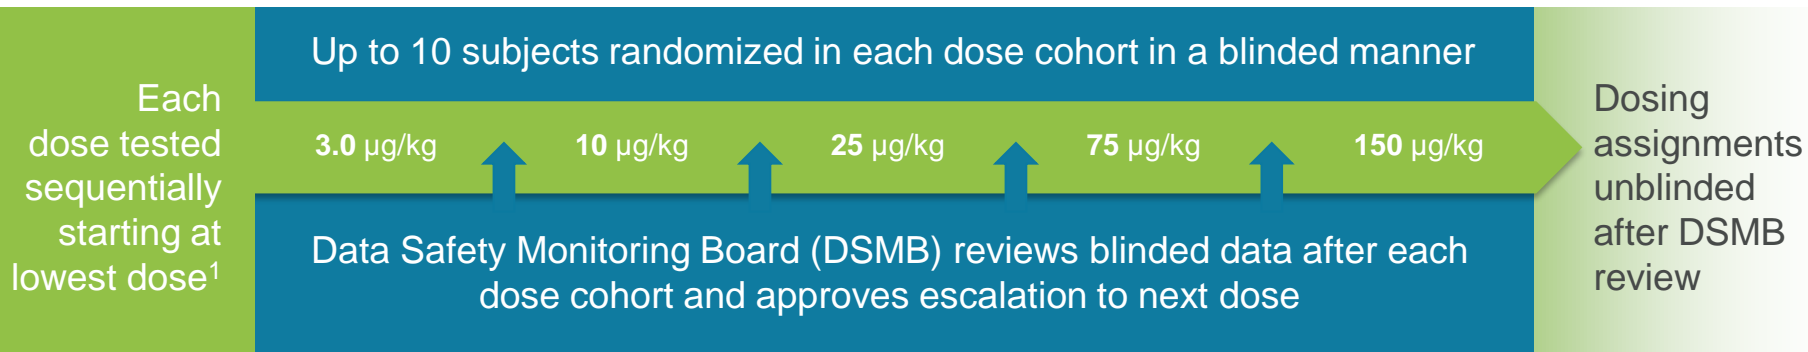 Each
dose tested
sequentially
starting at
lowest dose¹
Up to 10 subjects randomized in each dose cohort in a blinded manner
3.0 µg/kg
10 µg/kg
25 µg/kg
75 µg/kg
150 µg/kg
Data Safety Monitoring Board (DSMB) reviews blinded data after each
dose cohort and approves escalation to next dose
Dosing
assignments
unblinded
after DSMB
review